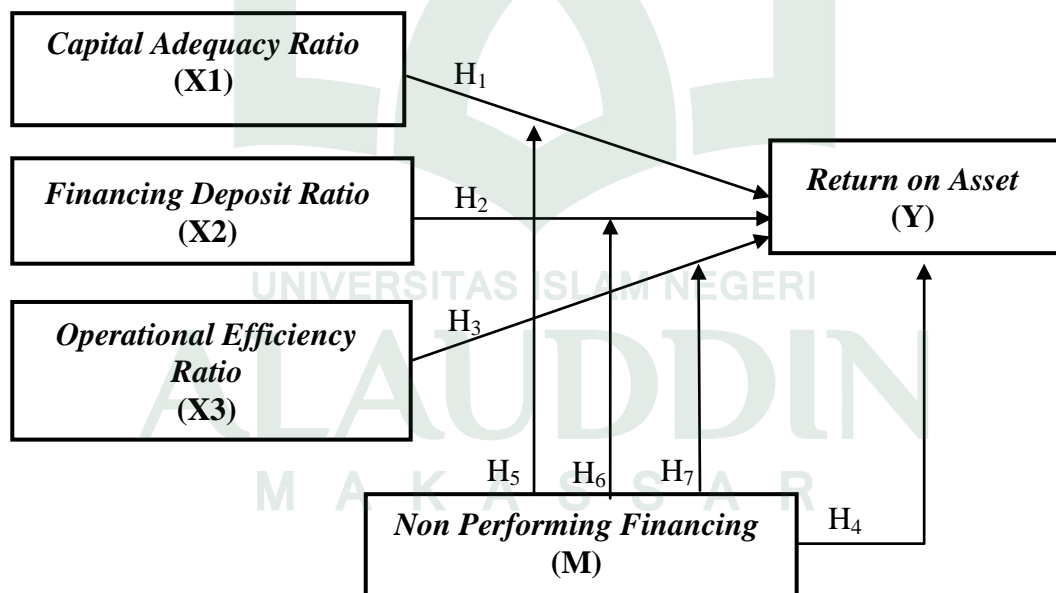 Capital Adequacy Ratio
(X1)
H₁
Return on Asset
(Y)
Financing Deposit Ratio
(X2)
H₂
UNIVERSITAS ISLAM NEGERI
H₃
Operational Efficiency
Ratio
(X3)
ALAUDDIN
H₅
H₆
H₇
MAKASSAR
Non Performing Financing
(M)
H₄